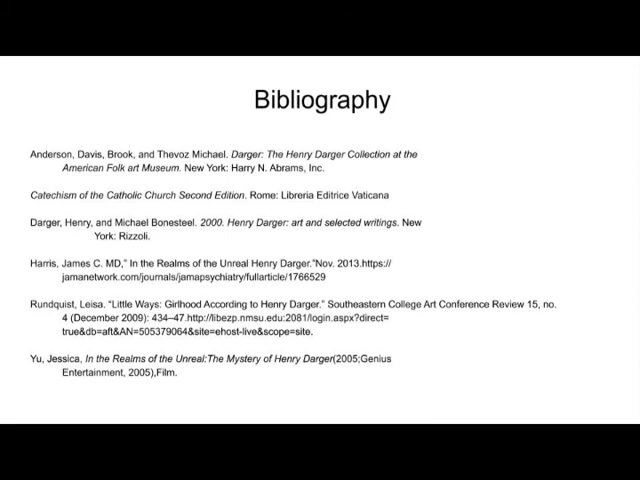 Bibliography
Anderson, Davis, Brook, and Thevoz Michael. Darger: The Henry Darger Collection at the
American Folk art Museum. New York: Harry N. Abrams, Inc.
Catechism of the Catholic Church Second Edition. Rome: Libreria Editrice Vaticana
Darger, Henry, and Michael Bonesteel. 2000. Henry Darger: art and selected writings. New
York: Rizzoli.
Harris, James C. MD,” In the Realms of the Unreal Henry Darger.”Nov. 2013.https://
jamanetwork.com/journals/jamapsychiatry/fullarticle/1766529
Rundquist, Leisa. “Little Ways: Girlhood According to Henry Darger.” Southeastern College Art Conference Review 15, no.
4 (December 2009): 434–47.http://libezp.nmsu.edu:2081/login.aspx?direct=
true&db=aft&AN=505379064&site=ehost-live&scope=site.
Yu, Jessica, In the Realms of the Unreal:The Mystery of Henry Darger(2005;Genius
Entertainment, 2005),Film.